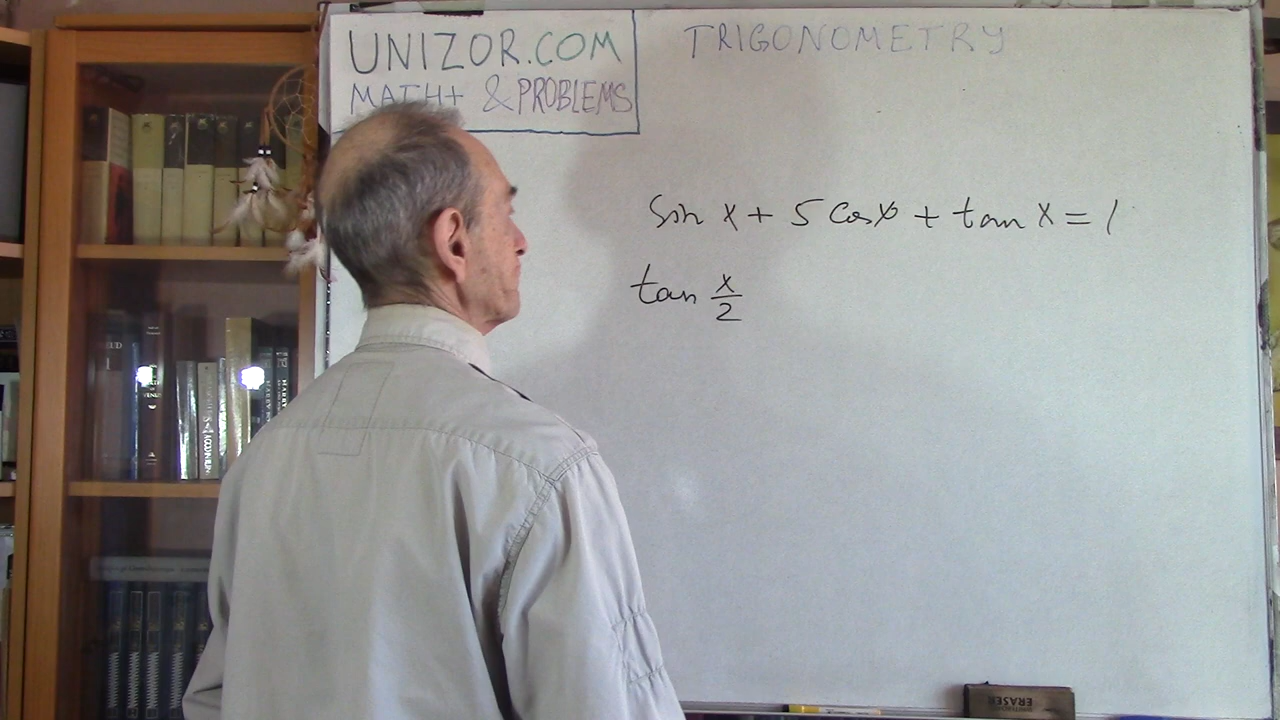 UNIZOR.COM
MATH+ & PROBLEMS
TRIGONOMETRY
sin x + 5 cos x + tan x = 1
tan x/2
ERASER